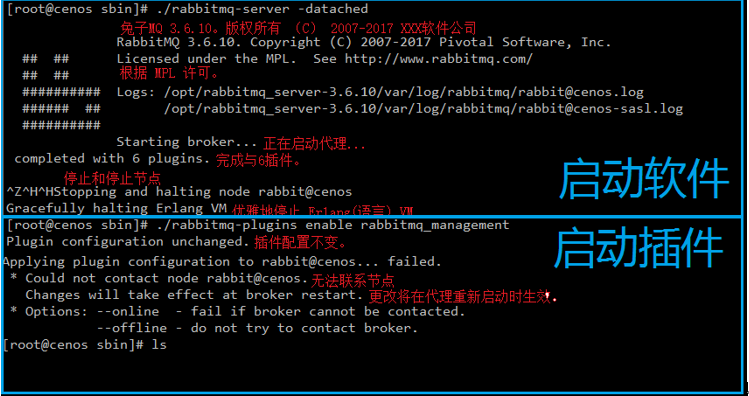 [root@cenos sbin]# ./rabbitmq-server -datached
兔子MQ 3.6.10。版权所有 （C） 2007-2017 XXX软件公司
RabbitMQ 3.6.10. Copyright (C) 2007-2017 Pivotal Software, Inc.
## ## Licensed under the MPL. See http://www.rabbitmq.com/
## ## 根据 MPL 许可。
########## Logs: /opt/rabbitmq_server-3.6.10/var/log/rabbitmq/rabbit@cenos.log
###### ## /opt/rabbitmq_server-3.6.10/var/log/rabbitmq/rabbit@cenos-sasl.log
##########
Starting broker... 正在启动代理...
completed with 6 plugins. 完成与6插件。
停止和停止节点
^Z^H^HStopping and halting node rabbit@cenos
Gracefully halting Erlang VM 优雅地停止 Erlang(语言) VM
启动软件
[root@cenos sbin]# ./rabbitmq-plugins enable rabbitmq_management
Plugin configuration unchanged. 插件配置不变。
启动插件
Applying plugin configuration to rabbit@cenos... failed.
* Could not contact node rabbit@cenos. 无法联系节点
Changes will take effect at broker restart. 更改将在代理重新启动时生效.
* Options: --online - fail if broker cannot be contacted.
--offline - do not try to contact broker.
[root@cenos sbin]# ls